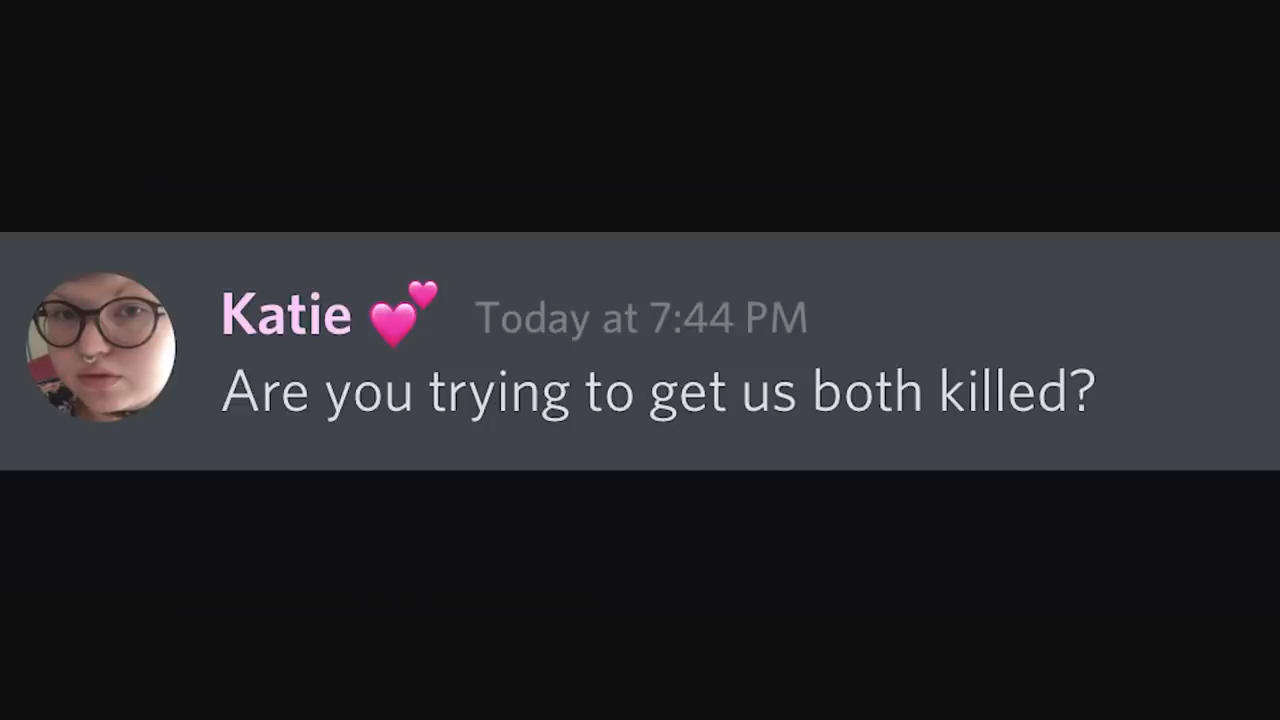 Katie 💕 Today at 7:44 PM
Are you trying to get us both killed?